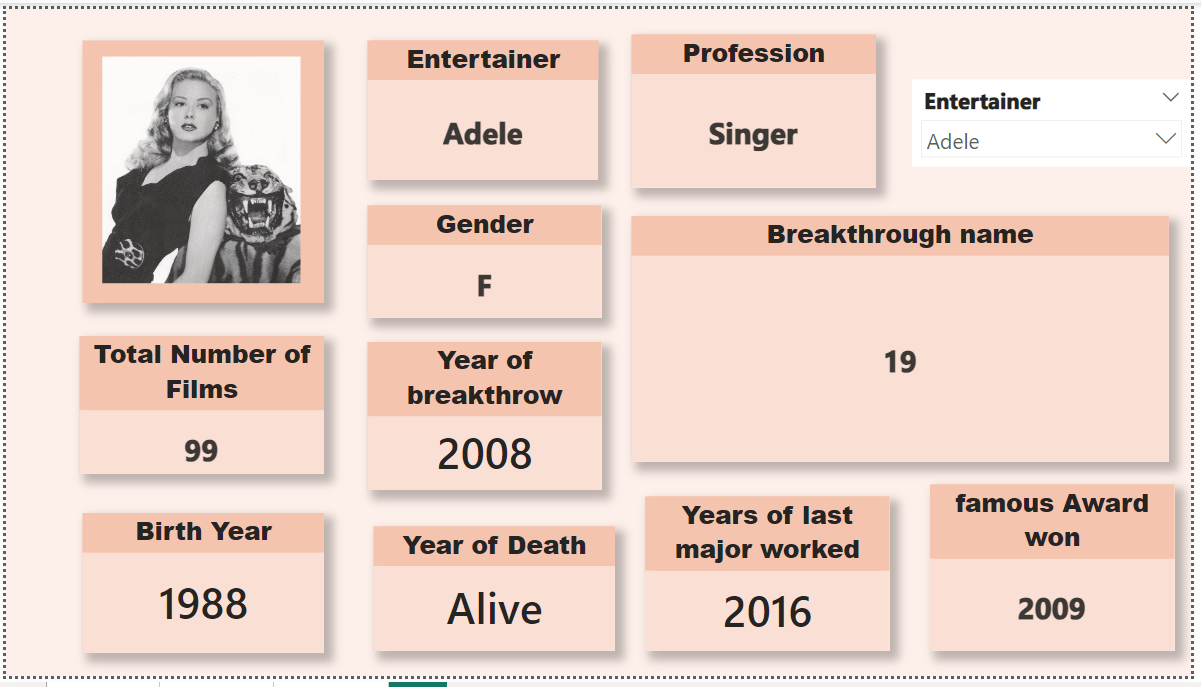 Entertainer
Adele
Profession
Singer
Entertainer
Adele
Gender
F
Breakthrough name
19
Total Number of
Films
99
Year of
breakthrow
2008
Birth Year
1988
Year of Death
Alive
Years of last
major worked
2016
famous Award
won
2009